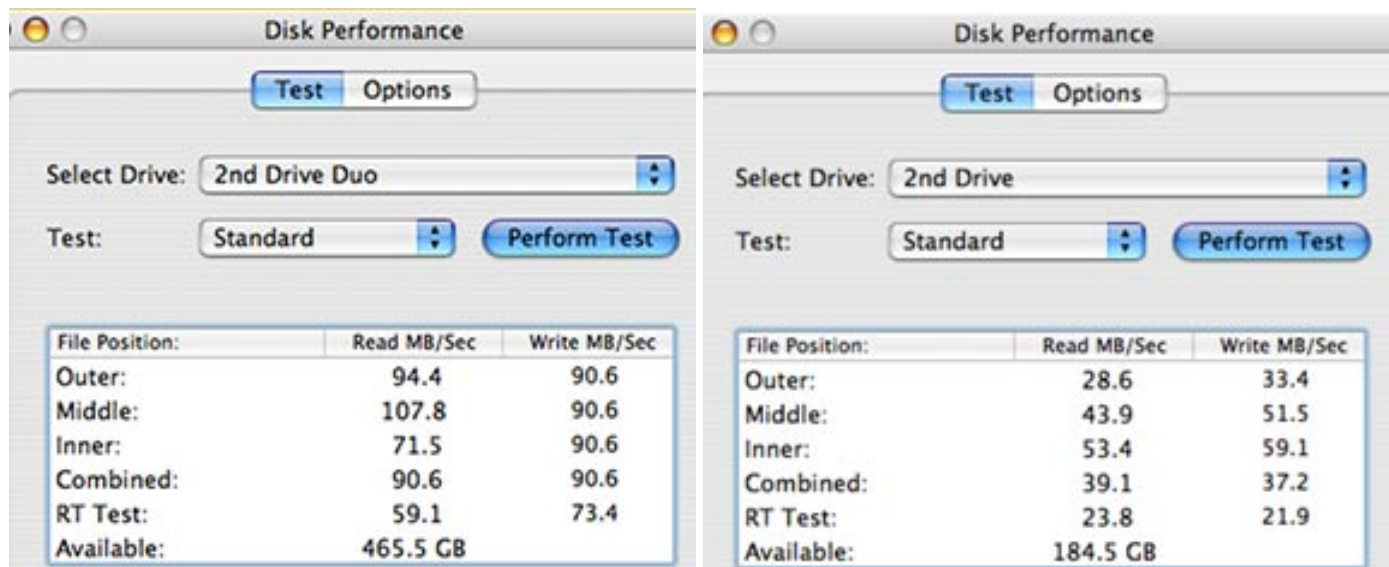 Disk Performance
Test Options
Select Drive: 2nd Drive Duo
Test: Standard Perform Test
File Position: Read MB/Sec Write MB/Sec
Outer: 94.4 90.6
Middle: 107.8 90.6
Inner: 71.5 90.6
Combined: 90.6 90.6
RT Test: 59.1 73.4
Available: 465.5 GB
Disk Performance
Test Options
Select Drive: 2nd Drive
Test: Standard Perform Test
File Position: Read MB/Sec Write MB/Sec
Outer: 28.6 33.4
Middle: 43.9 51.5
Inner: 53.4 59.1
Combined: 39.1 37.2
RT Test: 23.8 21.9
Available: 184.5 GB